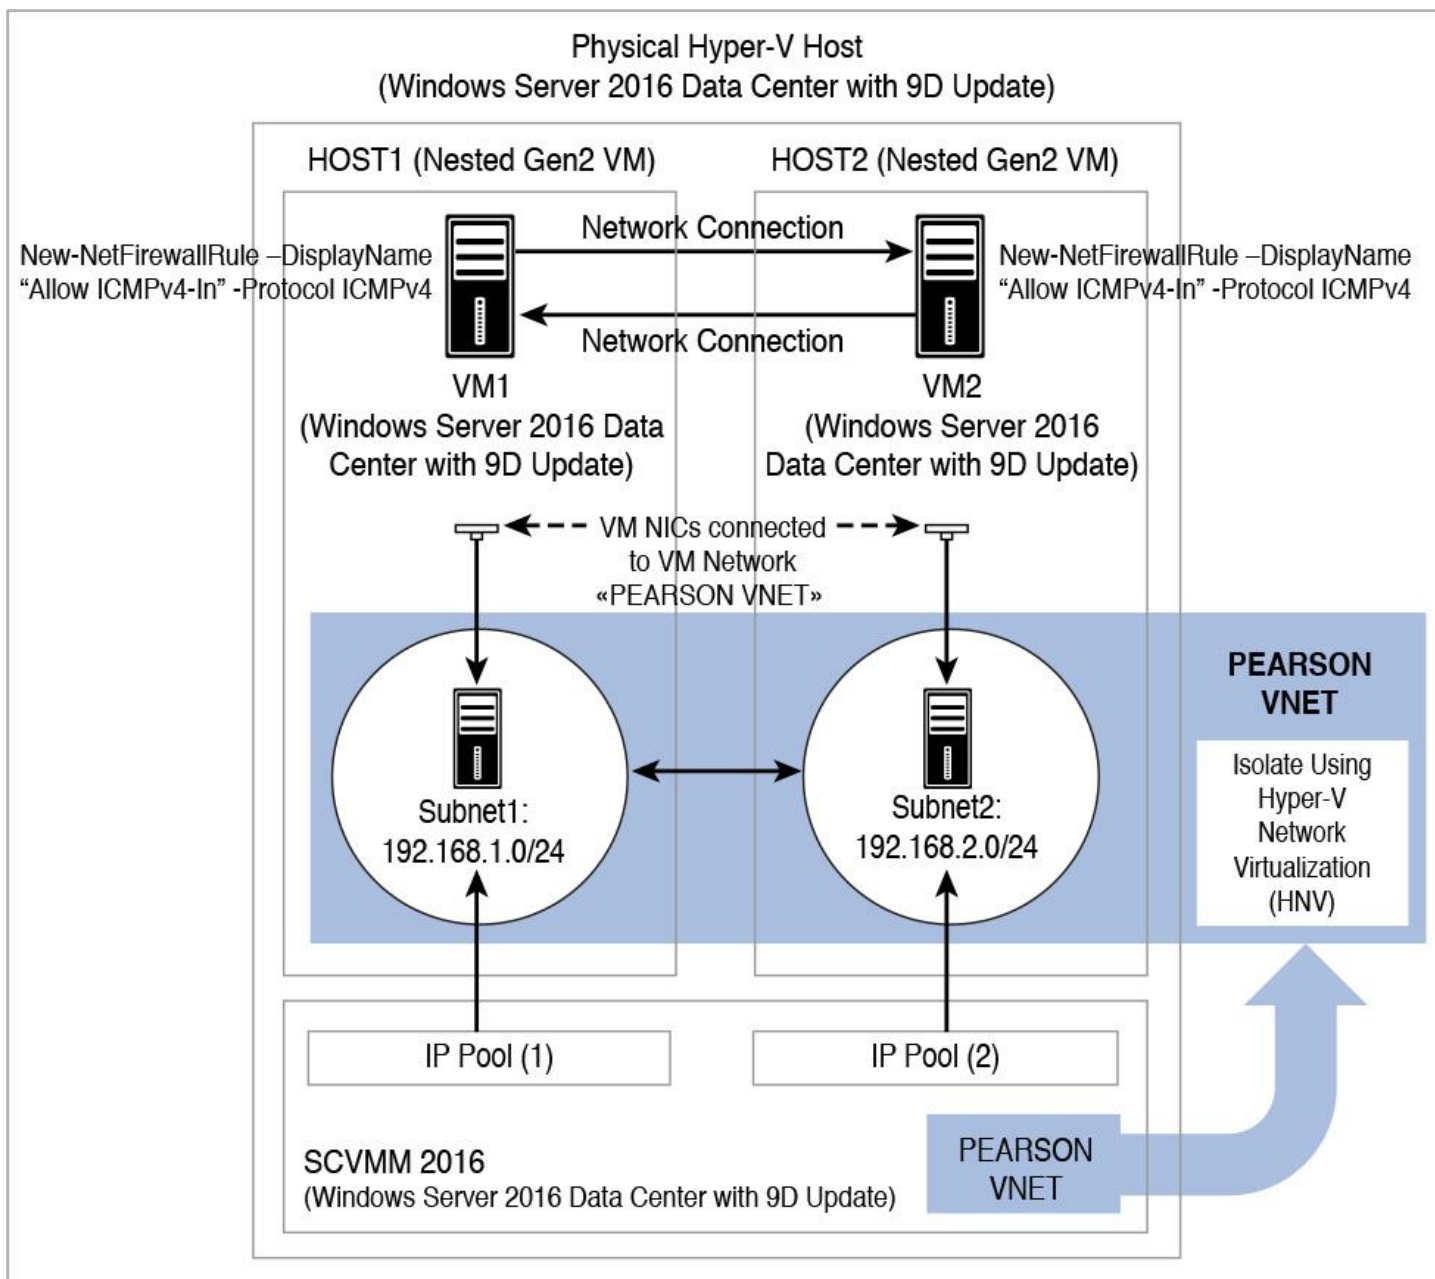 Physical Hyper-V Host
(Windows Server 2016 Data Center with 9D Update)
HOST1 (Nested Gen2 VM)
HOST2 (Nested Gen2 VM)
Network Connection
New-NetFirewallRule –DisplayName
“Allow ICMPv4-In” -Protocol ICMPv4
New-NetFirewallRule –DisplayName
“Allow ICMPv4-In” -Protocol ICMPv4
Network Connection
VM1
(Windows Server 2016 Data
Center with 9D Update)
VM2
(Windows Server 2016
Data Center with 9D Update)
VM NICs connected
to VM Network
«PEARSON VNET»
PEARSON
VNET
Isolate Using
Hyper-V
Network
Virtualization
(HNV)
Subnet1:
192.168.1.0/24
Subnet2:
192.168.2.0/24
IP Pool (1)
IP Pool (2)
SCVMM 2016
(Windows Server 2016 Data Center with 9D Update)
PEARSON
VNET